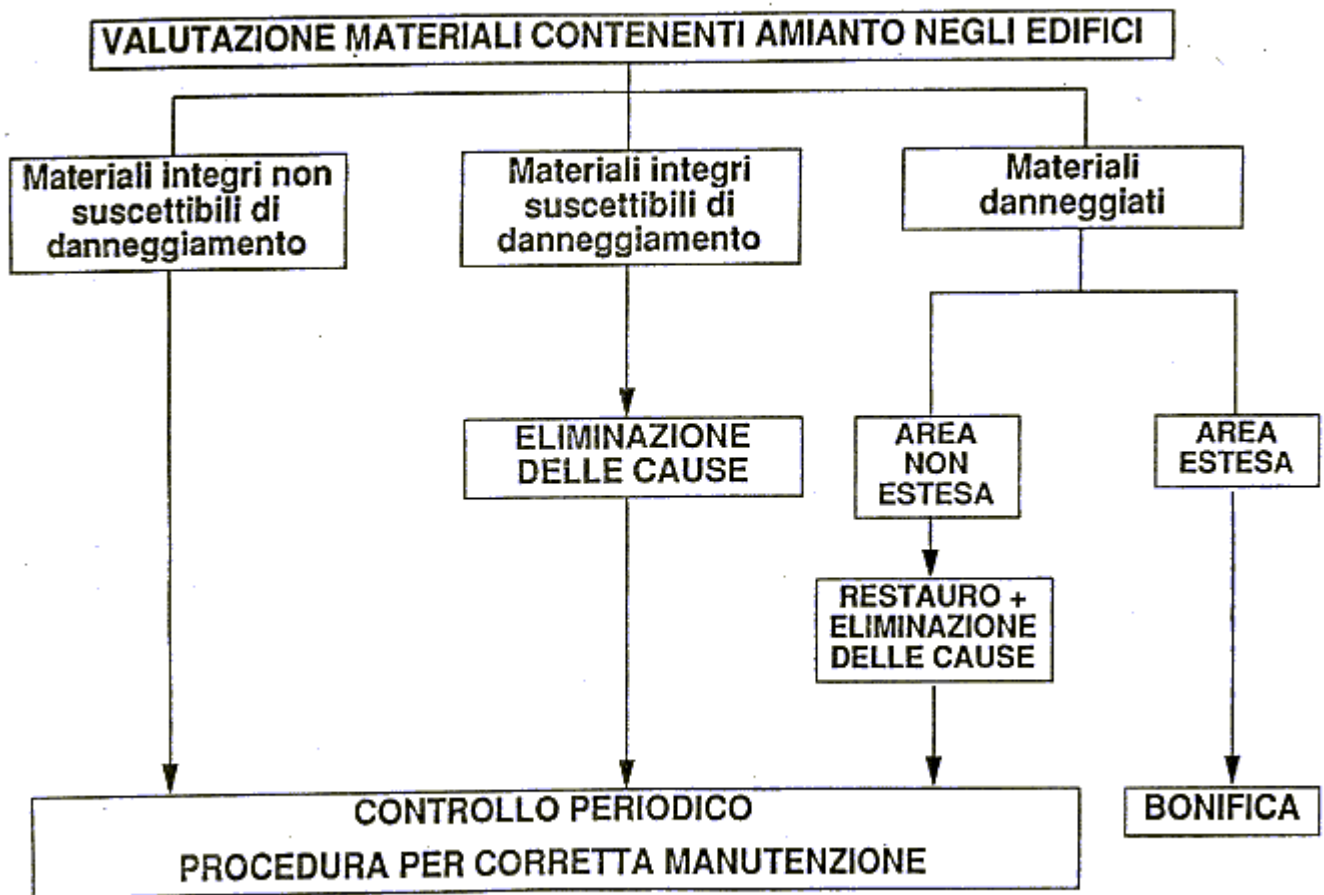 VALUTAZIONE MATERIALI CONTENENTI AMIANTO NEGLI EDIFICI
Materiali integri non
suscettibili di
danneggiamento
Materiali integri
suscettibili di
danneggiamento
Materiali
danneggiati
ELIMINAZIONE
DELLE CAUSE
AREA
NON
ESTESA
AREA
ESTESA
RESTAURO +
ELIMINAZIONE
DELLE CAUSE
CONTROLLO PERIODICO
PROCEDURA PER CORRETTA MANUTENZIONE
BONIFICA